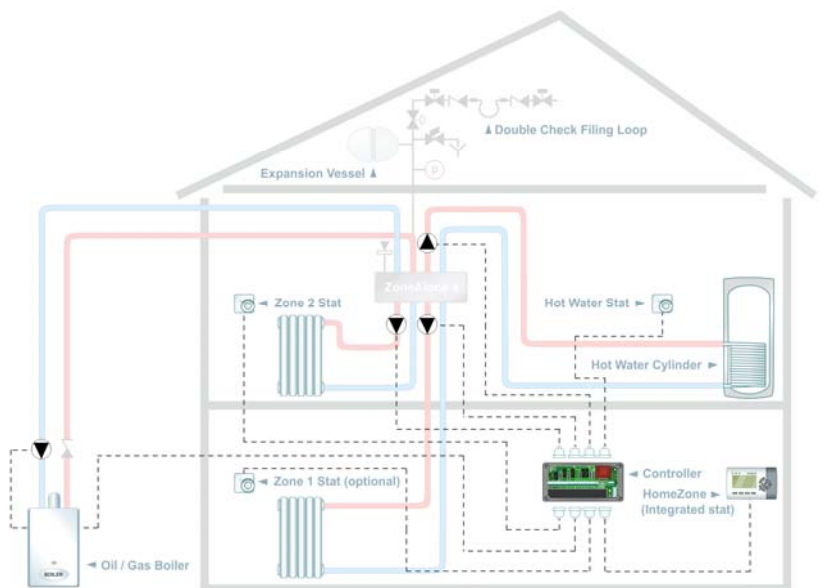 Double Check Filing Loop
Expansion Vessel
Zone 2 Stat
Hot Water Stat
Hot Water Cylinder
Zone 1 Stat (optional)
Controller
HomeZone
(Integrated stat)
Oil / Gas Boiler
BOILER